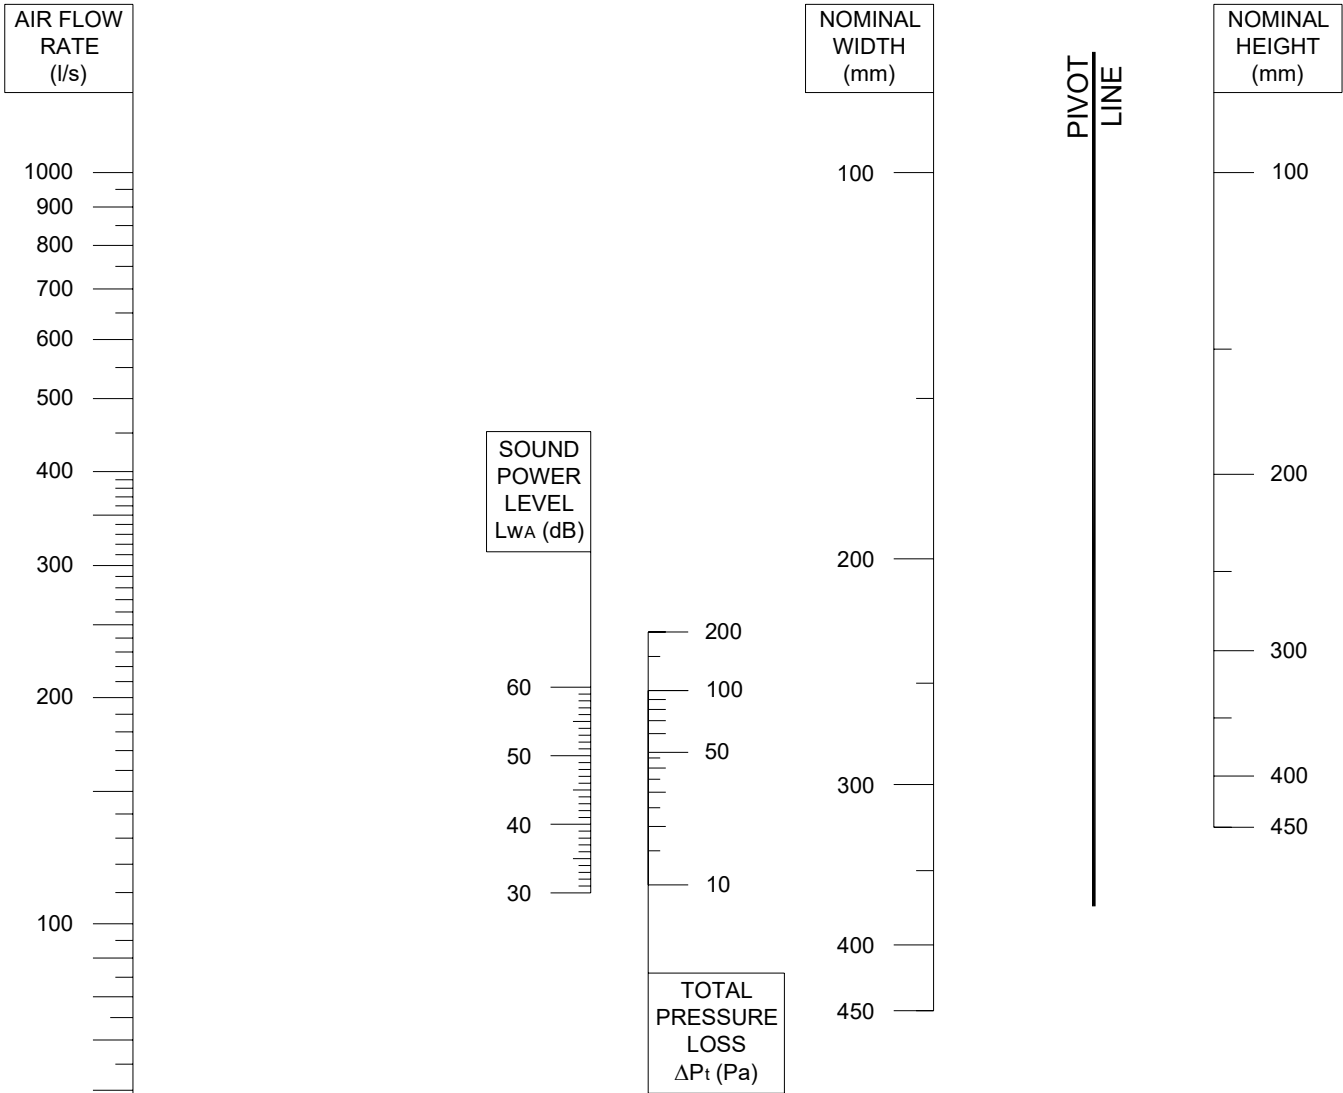 AIR FLOW
RATE
(l/s)
1000
900
800
700
600
500
400
300
200
100
SOUND
POWER
LEVEL
LWA (dB)
60
50
40
30
200
100
50
10
TOTAL
PRESSURE
LOSS
ΔPt (Pa)
NOMINAL
WIDTH
(mm)
100
200
300
400
450
PIVOT
LINE
NOMINAL
HEIGHT
(mm)
100
200
300
400
450